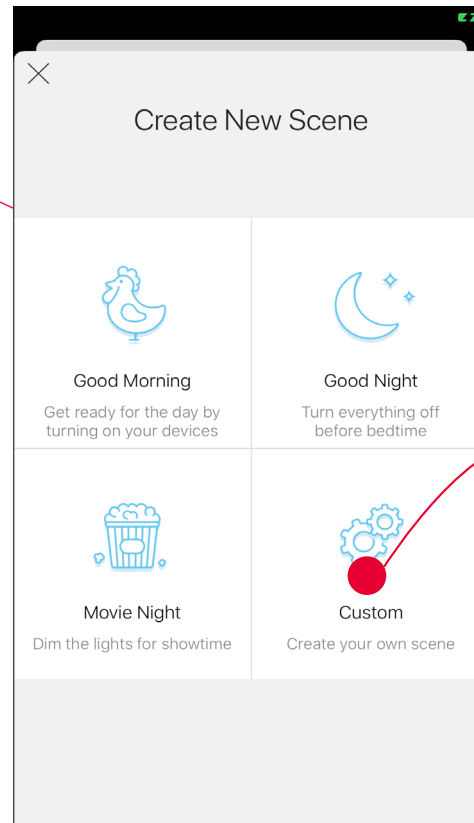 Create New Scene
Good Morning
Get ready for the day by
turning on your devices
Good Night
Turn everything off
before bedtime
Movie Night
Dim the lights for showtime
Custom
Create your own scene